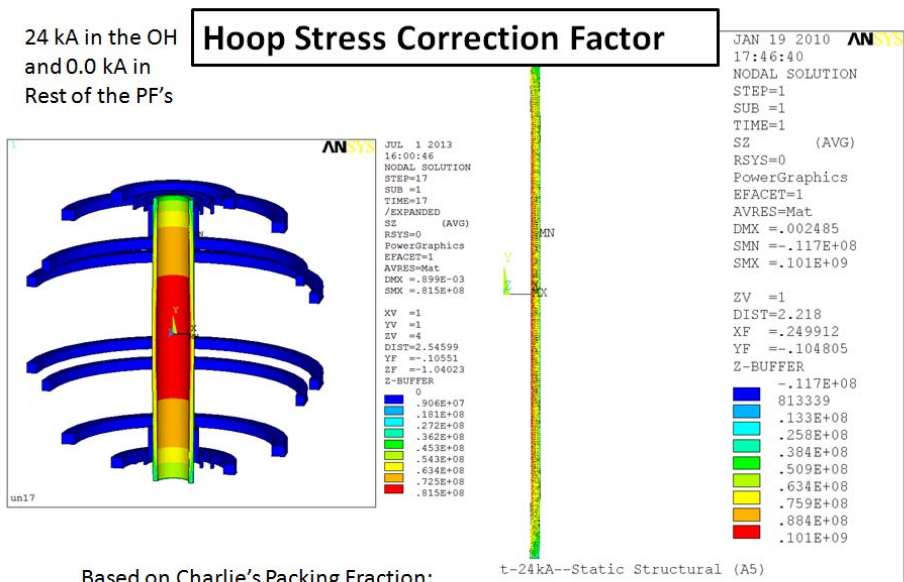 24 kA in the OH
and 0.0 kA in
Rest of the PF's
Hoop Stress Correction Factor
1
ANSYS
JUL 1 2013
16:00:46
NODAL SOLUTION
STEP=17
SUB =1
TIME=17
/EXPANDED
SZ (AVG)
RSYS=0
PowerGraphics
EFACET=1
AVRES=Mat
DMX =.899E-03
SMX =.815E+08
XV =1
YV =1
ZV =4
DIST=2.54599
YF =-.10551
ZF =-1.04023
Z-BUFFER
0
.906E+07
.181E+08
.272E+08
.362E+08
.453E+08
.543E+08
.634E+08
.725E+08
.815E+08
Y
X
un17
MN
Y
Z
MX
JAN 19 2010 ANSYS
17:46:40
NODAL SOLUTION
STEP=1
SUB =1
TIME=1
SZ (AVG)
RSYS=0
PowerGraphics
EFACET=1
AVRES=Mat
DMX =.002485
SMN =-.117E+08
SMX =.101E+09
ZV =1
DIST=2.218
XF =.249912
YF =-.104805
Z-BUFFER
-.117E+08
813339
.133E+08
.258E+08
.384E+08
.509E+08
.634E+08
.759E+08
.884E+08
.101E+09
t-24kA--Static Structural (A5)
Based on Charlie's Packing Fraction: